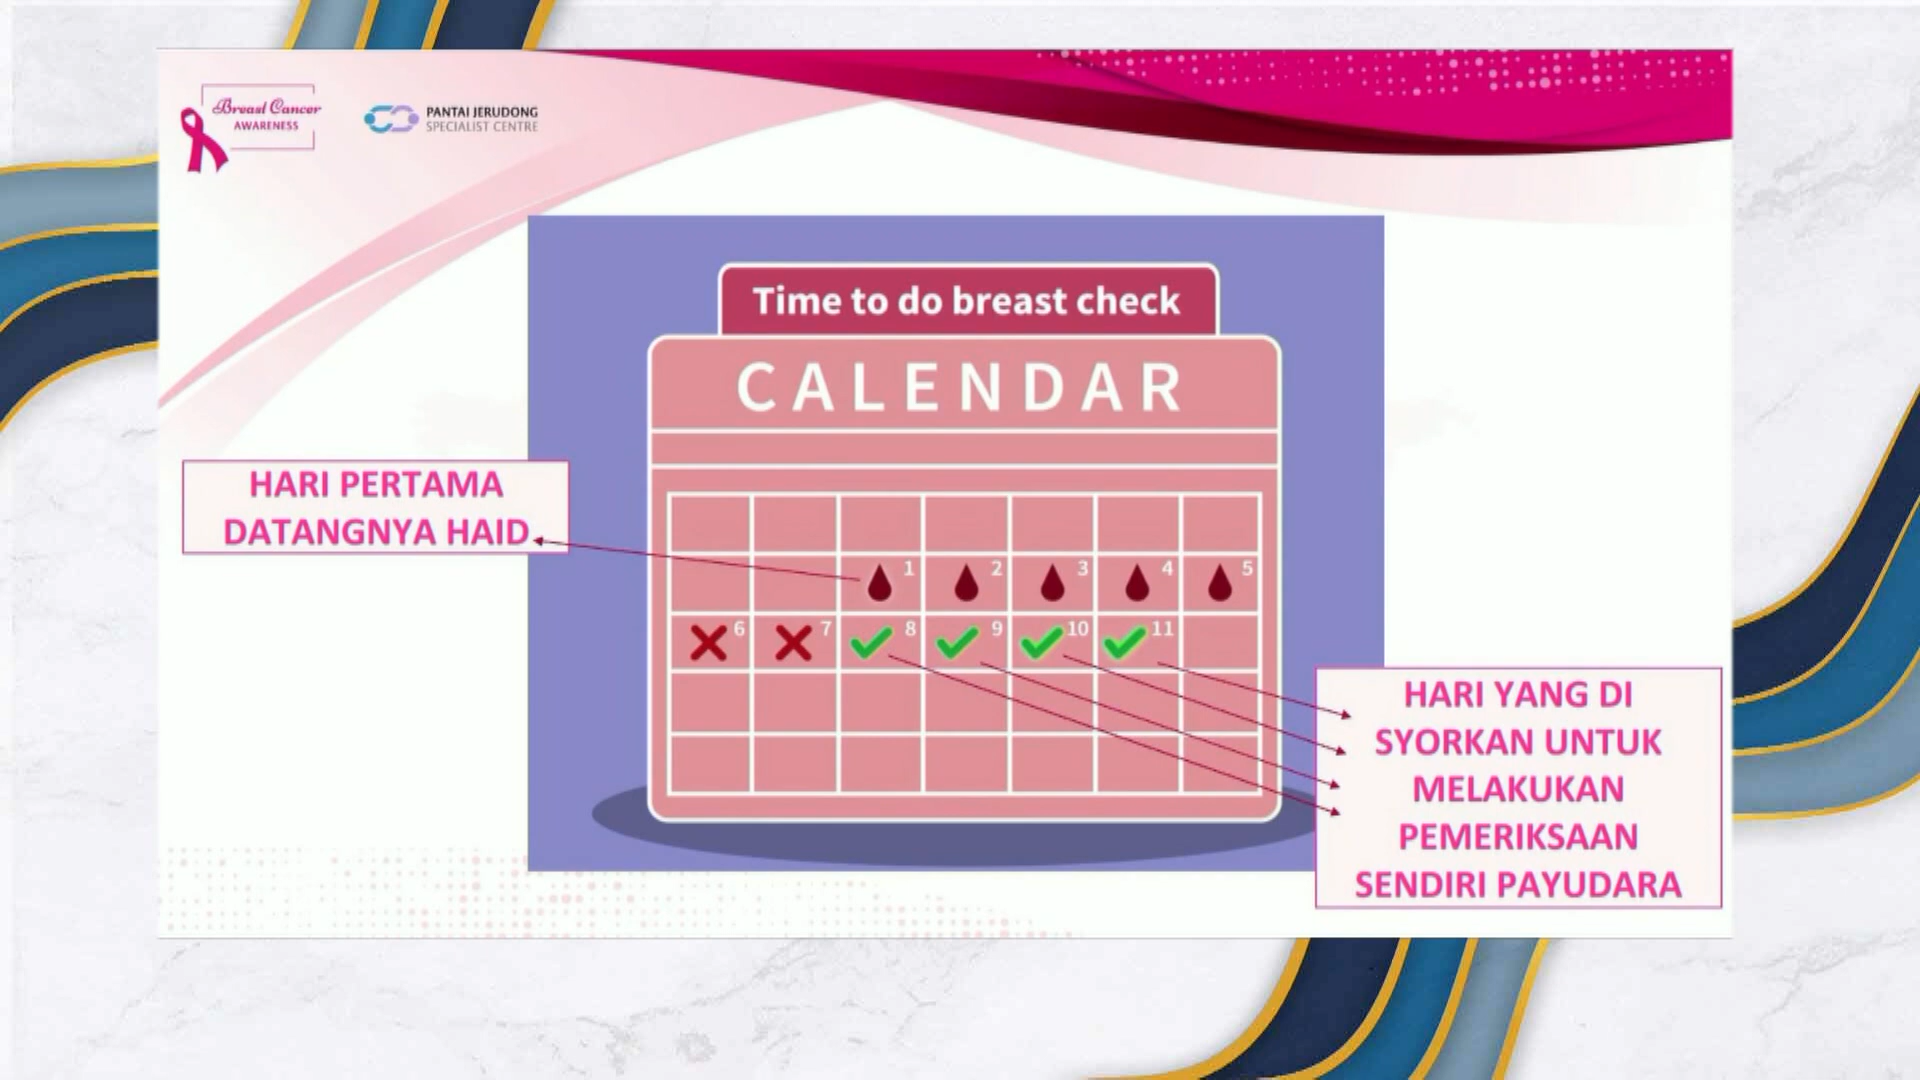 Breast Cancer
AWARENESS
PANTAI JERUDONG
SPECIALIST CENTRE
Time to do breast check
CALENDAR
HARI PERTAMA
DATANGNYA HAID
1 2 3 4 5
6 7 8 9 10 11
HARI YANG DI
SYORKAN UNTUK
MELAKUKAN
PEMERIKSAAN
SENDIRI PAYUDARA